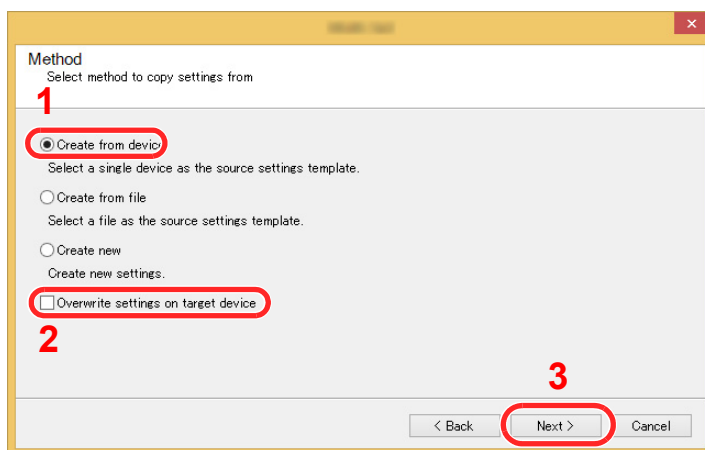 Method
Select method to copy settings from
1
Create from device
Select a single device as the source settings template.
Create from file
Select a file as the source settings template.
Create new
Create new settings.
Overwrite settings on target device
2
3
< Back Next > Cancel